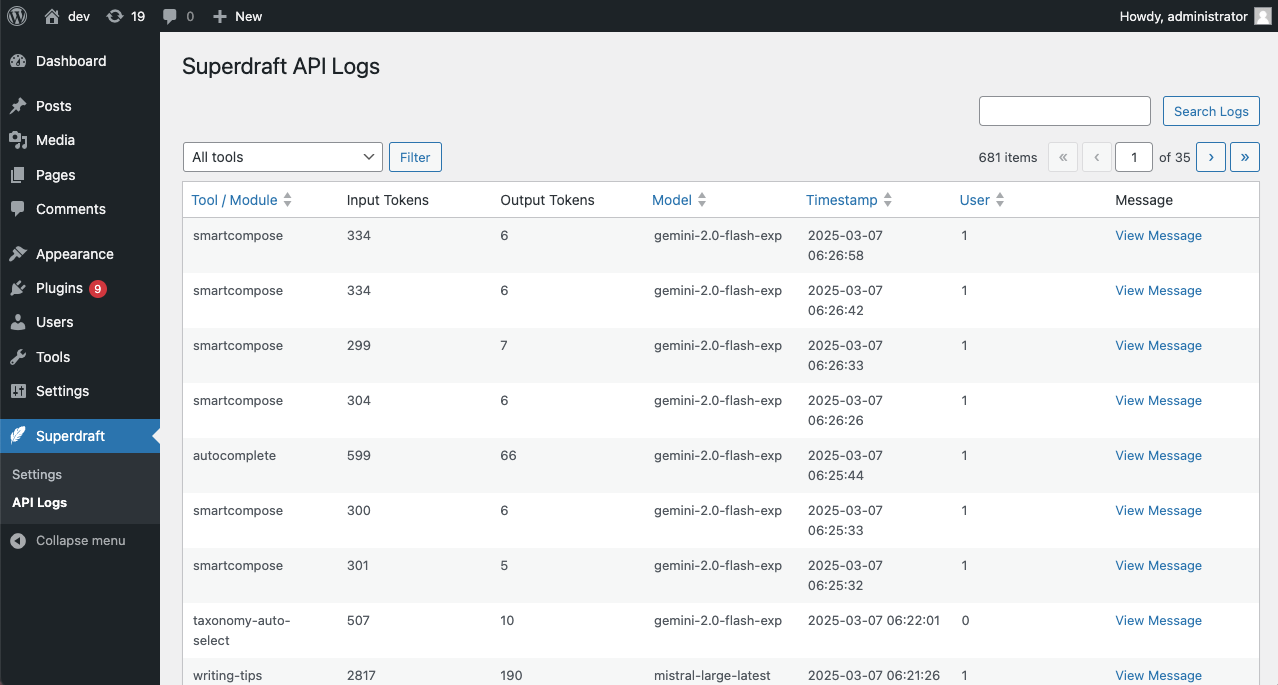 dev 19 0 New Howdy, administrator
Dashboard
Posts
Media
Pages
Comments
Appearance
Plugins 9
Users
Tools
Settings
Superdraft
Settings
API Logs
Collapse menu
Superdraft API Logs
Search Logs
All tools Filter 681 items « ‹ 1 of 35 › »
Tool / Module Input Tokens Output Tokens Model Timestamp User Message
smartcompose 334 6 gemini-2.0-flash-exp 2025-03-07 1 View Message
06:26:58
smartcompose 334 6 gemini-2.0-flash-exp 2025-03-07 1 View Message
06:26:42
smartcompose 299 7 gemini-2.0-flash-exp 2025-03-07 1 View Message
06:26:33
smartcompose 304 6 gemini-2.0-flash-exp 2025-03-07 1 View Message
06:26:26
autocomplete 599 66 gemini-2.0-flash-exp 2025-03-07 1 View Message
06:25:44
smartcompose 300 6 gemini-2.0-flash-exp 2025-03-07 1 View Message
06:25:33
smartcompose 301 5 gemini-2.0-flash-exp 2025-03-07 1 View Message
06:25:32
taxonomy-auto- 507 10 gemini-2.0-flash-exp 2025-03-07 06:22:01 0 View Message
select
writing-tips 2817 190 mistral-large-latest 2025-03-07 06:21:26 1 View Message